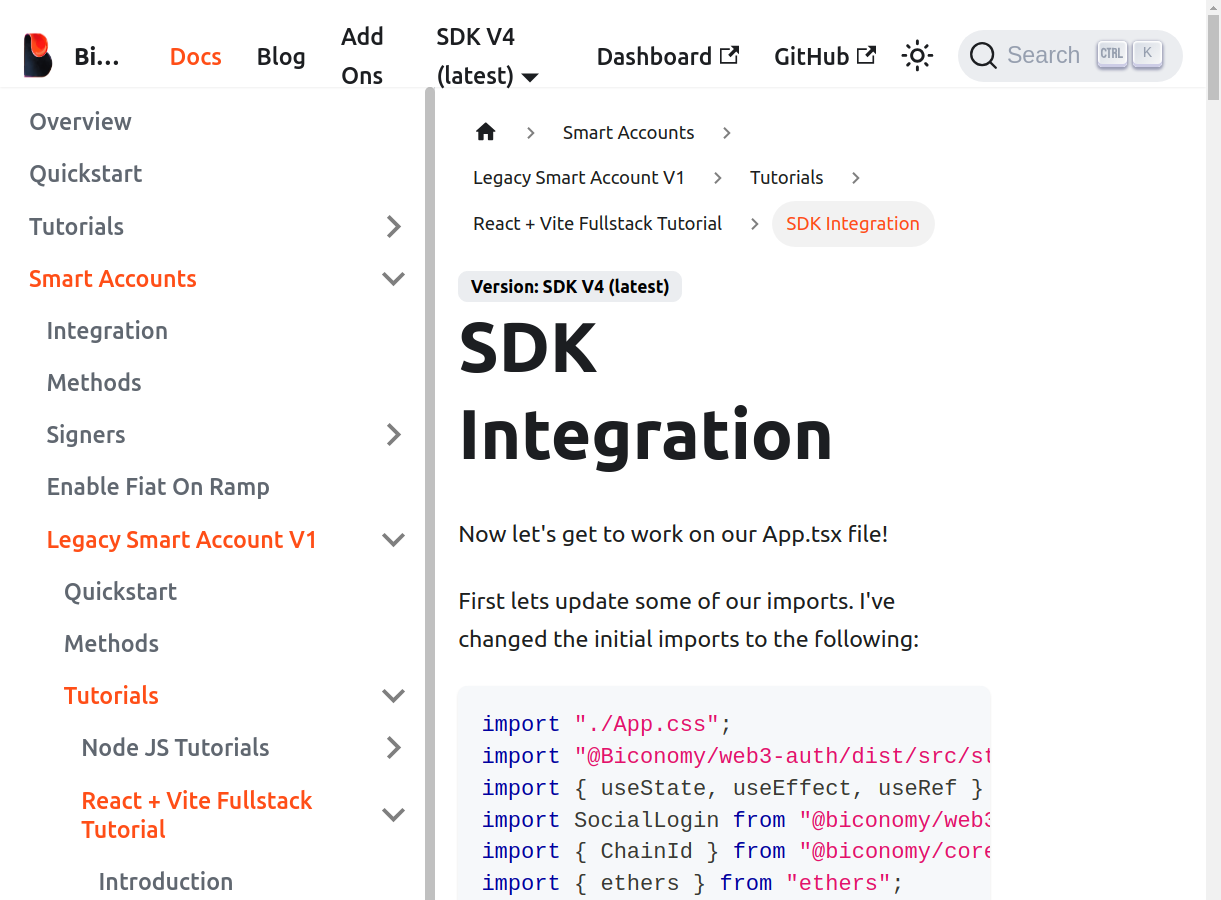 Bi...
Docs
Blog
Add Ons
SDK V4 (latest)
Dashboard
GitHub
Search
CTRL K
Overview
Quickstart
Tutorials
Smart Accounts
Integration
Methods
Signers
Enable Fiat On Ramp
Legacy Smart Account V1
Quickstart
Methods
Tutorials
Node JS Tutorials
React + Vite Fullstack
Tutorial
Introduction
Smart Accounts
Legacy Smart Account V1
Tutorials
React + Vite Fullstack Tutorial
SDK Integration
Version: SDK V4 (latest)
SDK
Integration
Now let's get to work on our App.tsx file!
First lets update some of our imports. I've
changed the initial imports to the following:
import "./App.css";
import "@Biconomy/web3-auth/dist/src/st
import { useState, useEffect, useRef }
import SocialLogin from "@biconomy/web3
import { ChainId } from "@biconomy/core
import { ethers } from "ethers";